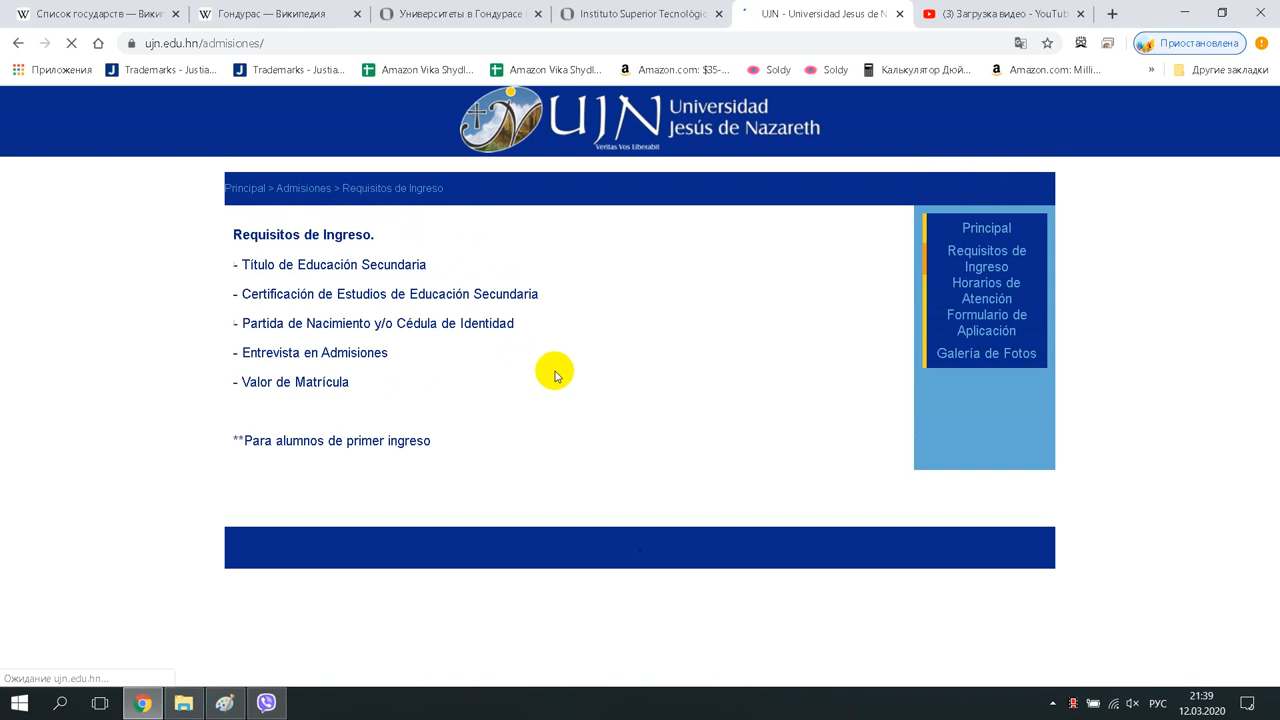 Список государств — Википедия
Гондурас — Википедия
Университеты в Гондурасе
Instituto Superior Tecnológic
UJN - Universidad Jesus de N
(3) Загрузка видео - YouTub
ujn.edu.hn/admisiones/
Приостановлена
Приложения
Trademarks - Justia...
Trademarks - Justia...
Amazon Vika Shydl...
Amazon Vika Shydl...
Amazon.com: $35-...
Soldy
Soldy
Калькулятор Дюй...
Amazon.com: Milli...
»
Другие закладки
UJN
Veritas Vos Liberabit
Universidad
Jesús de Nazareth
Principal > Admisiones > Requisitos de Ingreso
Requisitos de Ingreso.
- Título de Educación Secundaria
- Certificación de Estudios de Educación Secundaria
- Partida de Nacimiento y/o Cédula de Identidad
- Entrevista en Admisiones
- Valor de Matrícula
**Para alumnos de primer ingreso
Principal
Requisitos de
Ingreso
Horarios de
Atención
Formulario de
Aplicación
Galería de Fotos
Ожидание ujn.edu.hn...
РУС
21:39
12.03.2020